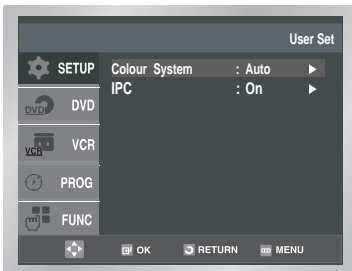 User Set
SETUP
Colour System : Auto
IPC : On
DVD DVD
VCR VCR
PROG
FUNC
OK RETURN MENU